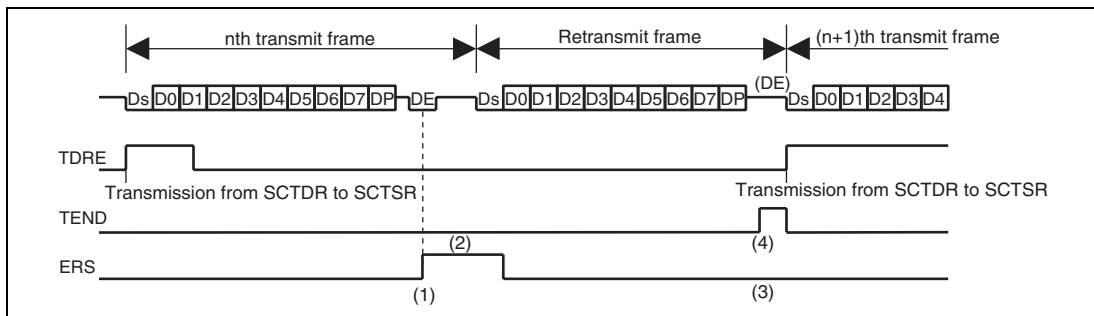 nth transmit frame Retransmit frame (n+1)th transmit frame
(DE)
Ds D0 D1 D2 D3 D4 D5 D6 D7 DP DE Ds D0 D1 D2 D3 D4 D5 D6 D7 DP Ds D0 D1 D2 D3 D4
TDRE
Transmission from SCTDR to SCTSR Transmission from SCTDR to SCTSR
TEND
(2) (4)
ERS
(1) (3)